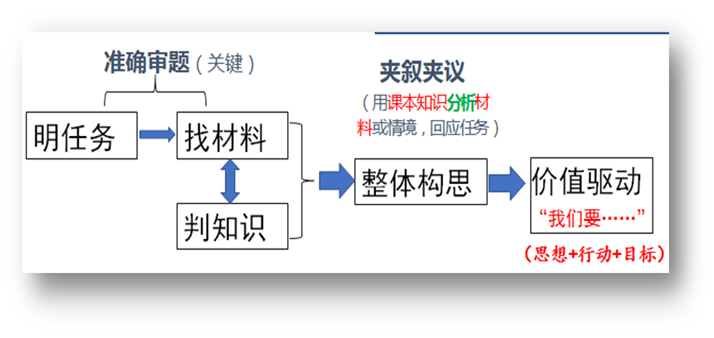 准确审题（关键）
明任务
找材料
判知识
夹叙夹议
（用课本知识分析材
料或情境，回应任务）
整体构思
价值驱动
“我们要……”
（思想+行动+目标）